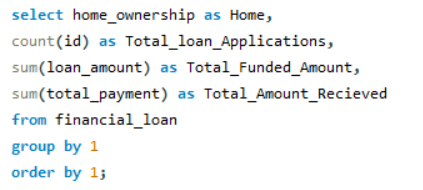 select home_ownership as Home,
count(id) as Total_loan_Applications,
sum(loan_amount) as Total_Funded_Amount,
sum(total_payment) as Total_Amount_Recieved
from financial_loan
group by 1
order by 1;